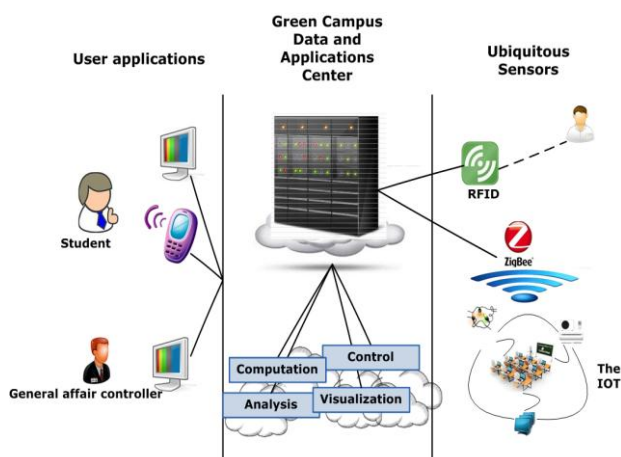 User applications
Green Campus
Data and
Applications
Center
Ubiquitous
Sensors
Student
General affair controller
Computation
Control
Analysis
Visualization
RFID
Z
ZigBee
The
IOT